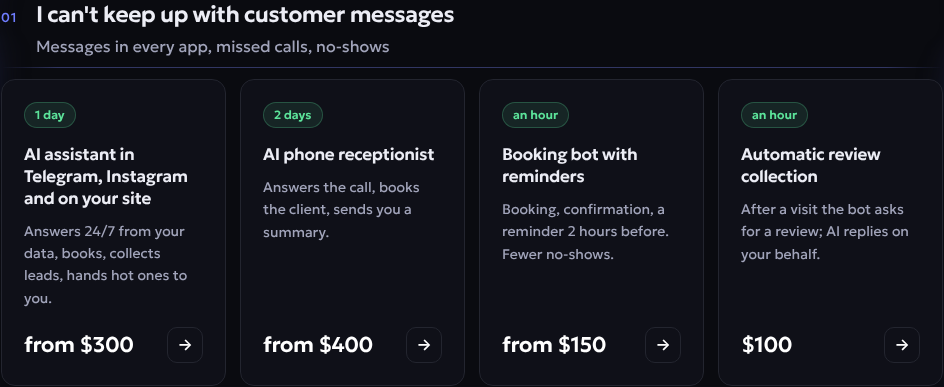 01 I can't keep up with customer messages
Messages in every app, missed calls, no-shows
1 day
AI assistant in
Telegram, Instagram
and on your site
Answers 24/7 from your
data, books, collects
leads, hands hot ones to
you.
from $300 →
2 days
AI phone receptionist
Answers the call, books
the client, sends you a
summary.
from $400 →
an hour
Booking bot with
reminders
Booking, confirmation, a
reminder 2 hours before.
Fewer no-shows.
from $150 →
an hour
Automatic review
collection
After a visit the bot asks
for a review; AI replies on
your behalf.
$100 →